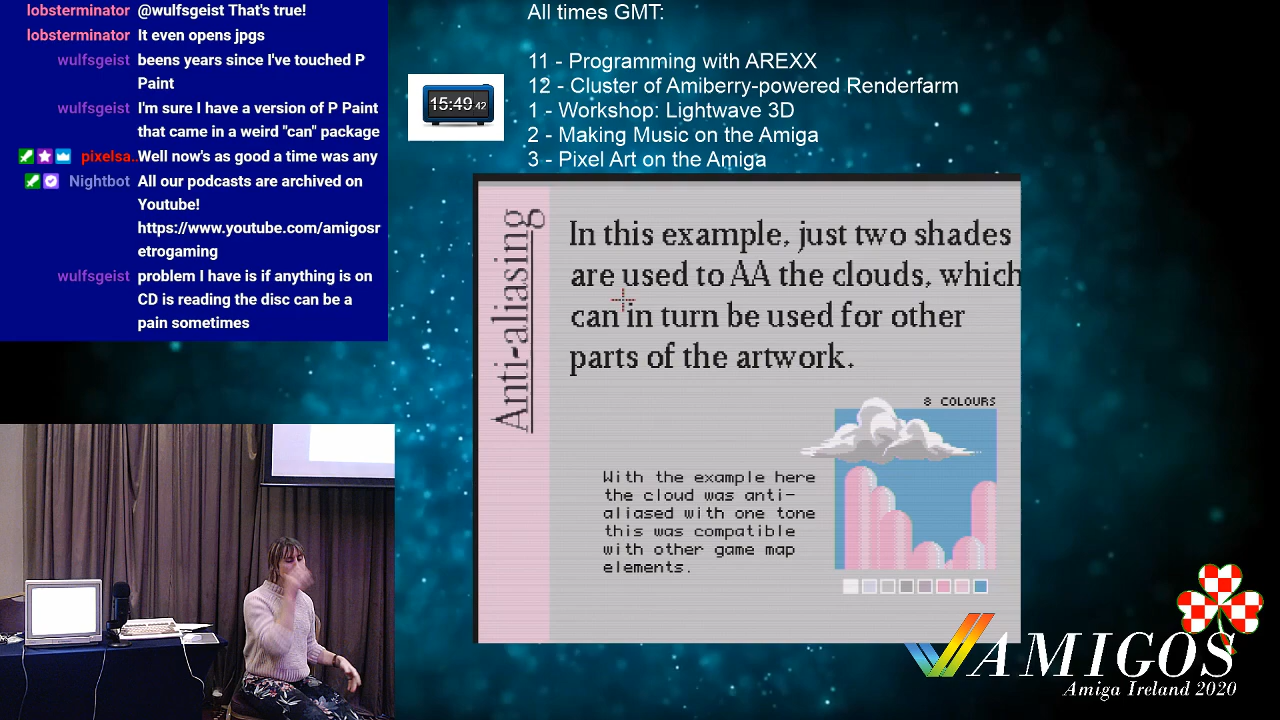 lobsterminator @wulfsgeist That's true!
lobsterminator It even opens jpgs
wulfsgeist beens years since I've touched P
Paint
wulfsgeist I'm sure I have a version of P Paint
that came in a weird "can" package
pixelsa.. Well now's as good a time was any
Nightbot All our podcasts are archived on
Youtube!
https://www.youtube.com/amigosr
etrogaming
wulfsgeist problem I have is if anything is on
CD is reading the disc can be a
pain sometimes
15:49 42
All times GMT:
11 - Programming with AREXX
12 - Cluster of Amiberry-powered Renderfarm
1 - Workshop: Lightwave 3D
2 - Making Music on the Amiga
3 - Pixel Art on the Amiga
Anti-aliasing
In this example, just two shades
are used to AA the clouds, which
can in turn be used for other
parts of the artwork.
8 COLOURS
With the example here
the cloud was anti-
aliased with one tone
this was compatible
with other game map
elements.
AMIGOS
Amiga Ireland 2020